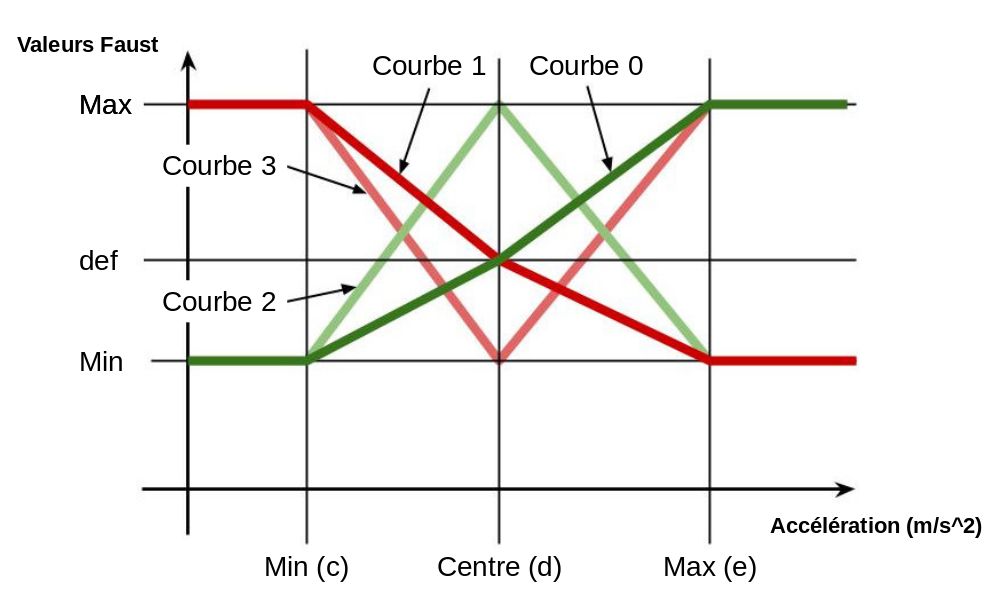 Valeurs Faust
Courbe 1
Courbe 0
Max
Courbe 3
def
Courbe 2
Min
Accélération (m/s^2)
Min (c)
Centre (d)
Max (e)